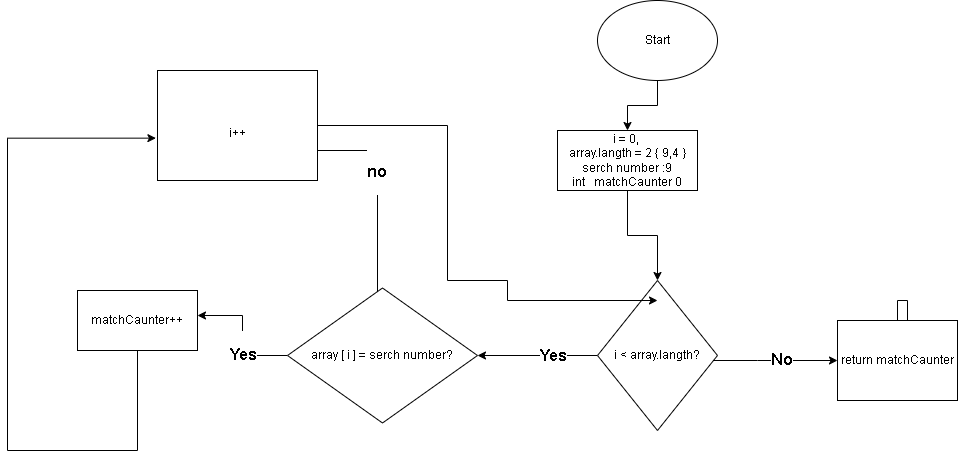 Start
i = 0,
array.langth = 2 { 9,4 }
serch number :9
int matchCaunter 0
i++
no
matchCaunter++
Yes
array [ i ] = serch number?
Yes
i < array.langth?
No
return matchCaunter